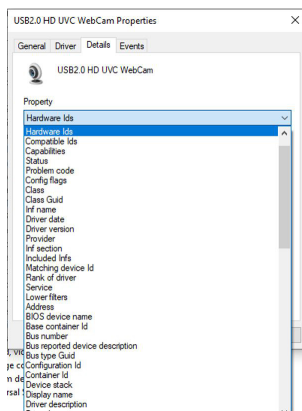 USB2.0 HD UVC WebCam Properties
General Driver Details Events
USB2.0 HD UVC WebCam
Property
Hardware Ids
Hardware Ids
Compatible Ids
Capabilities
Status
Problem code
Config flags
Class
Class Guid
Inf name
Driver date
Driver version
Provider
Inf section
Included Infs
Matching device Id
Rank of driver
Service
Lower filters
Address
BIOS device name
Base container Id
Bus number
Bus reported device description
Bus type Guid
Configuration Id
Container Id
Device stack
Display name
Driver description